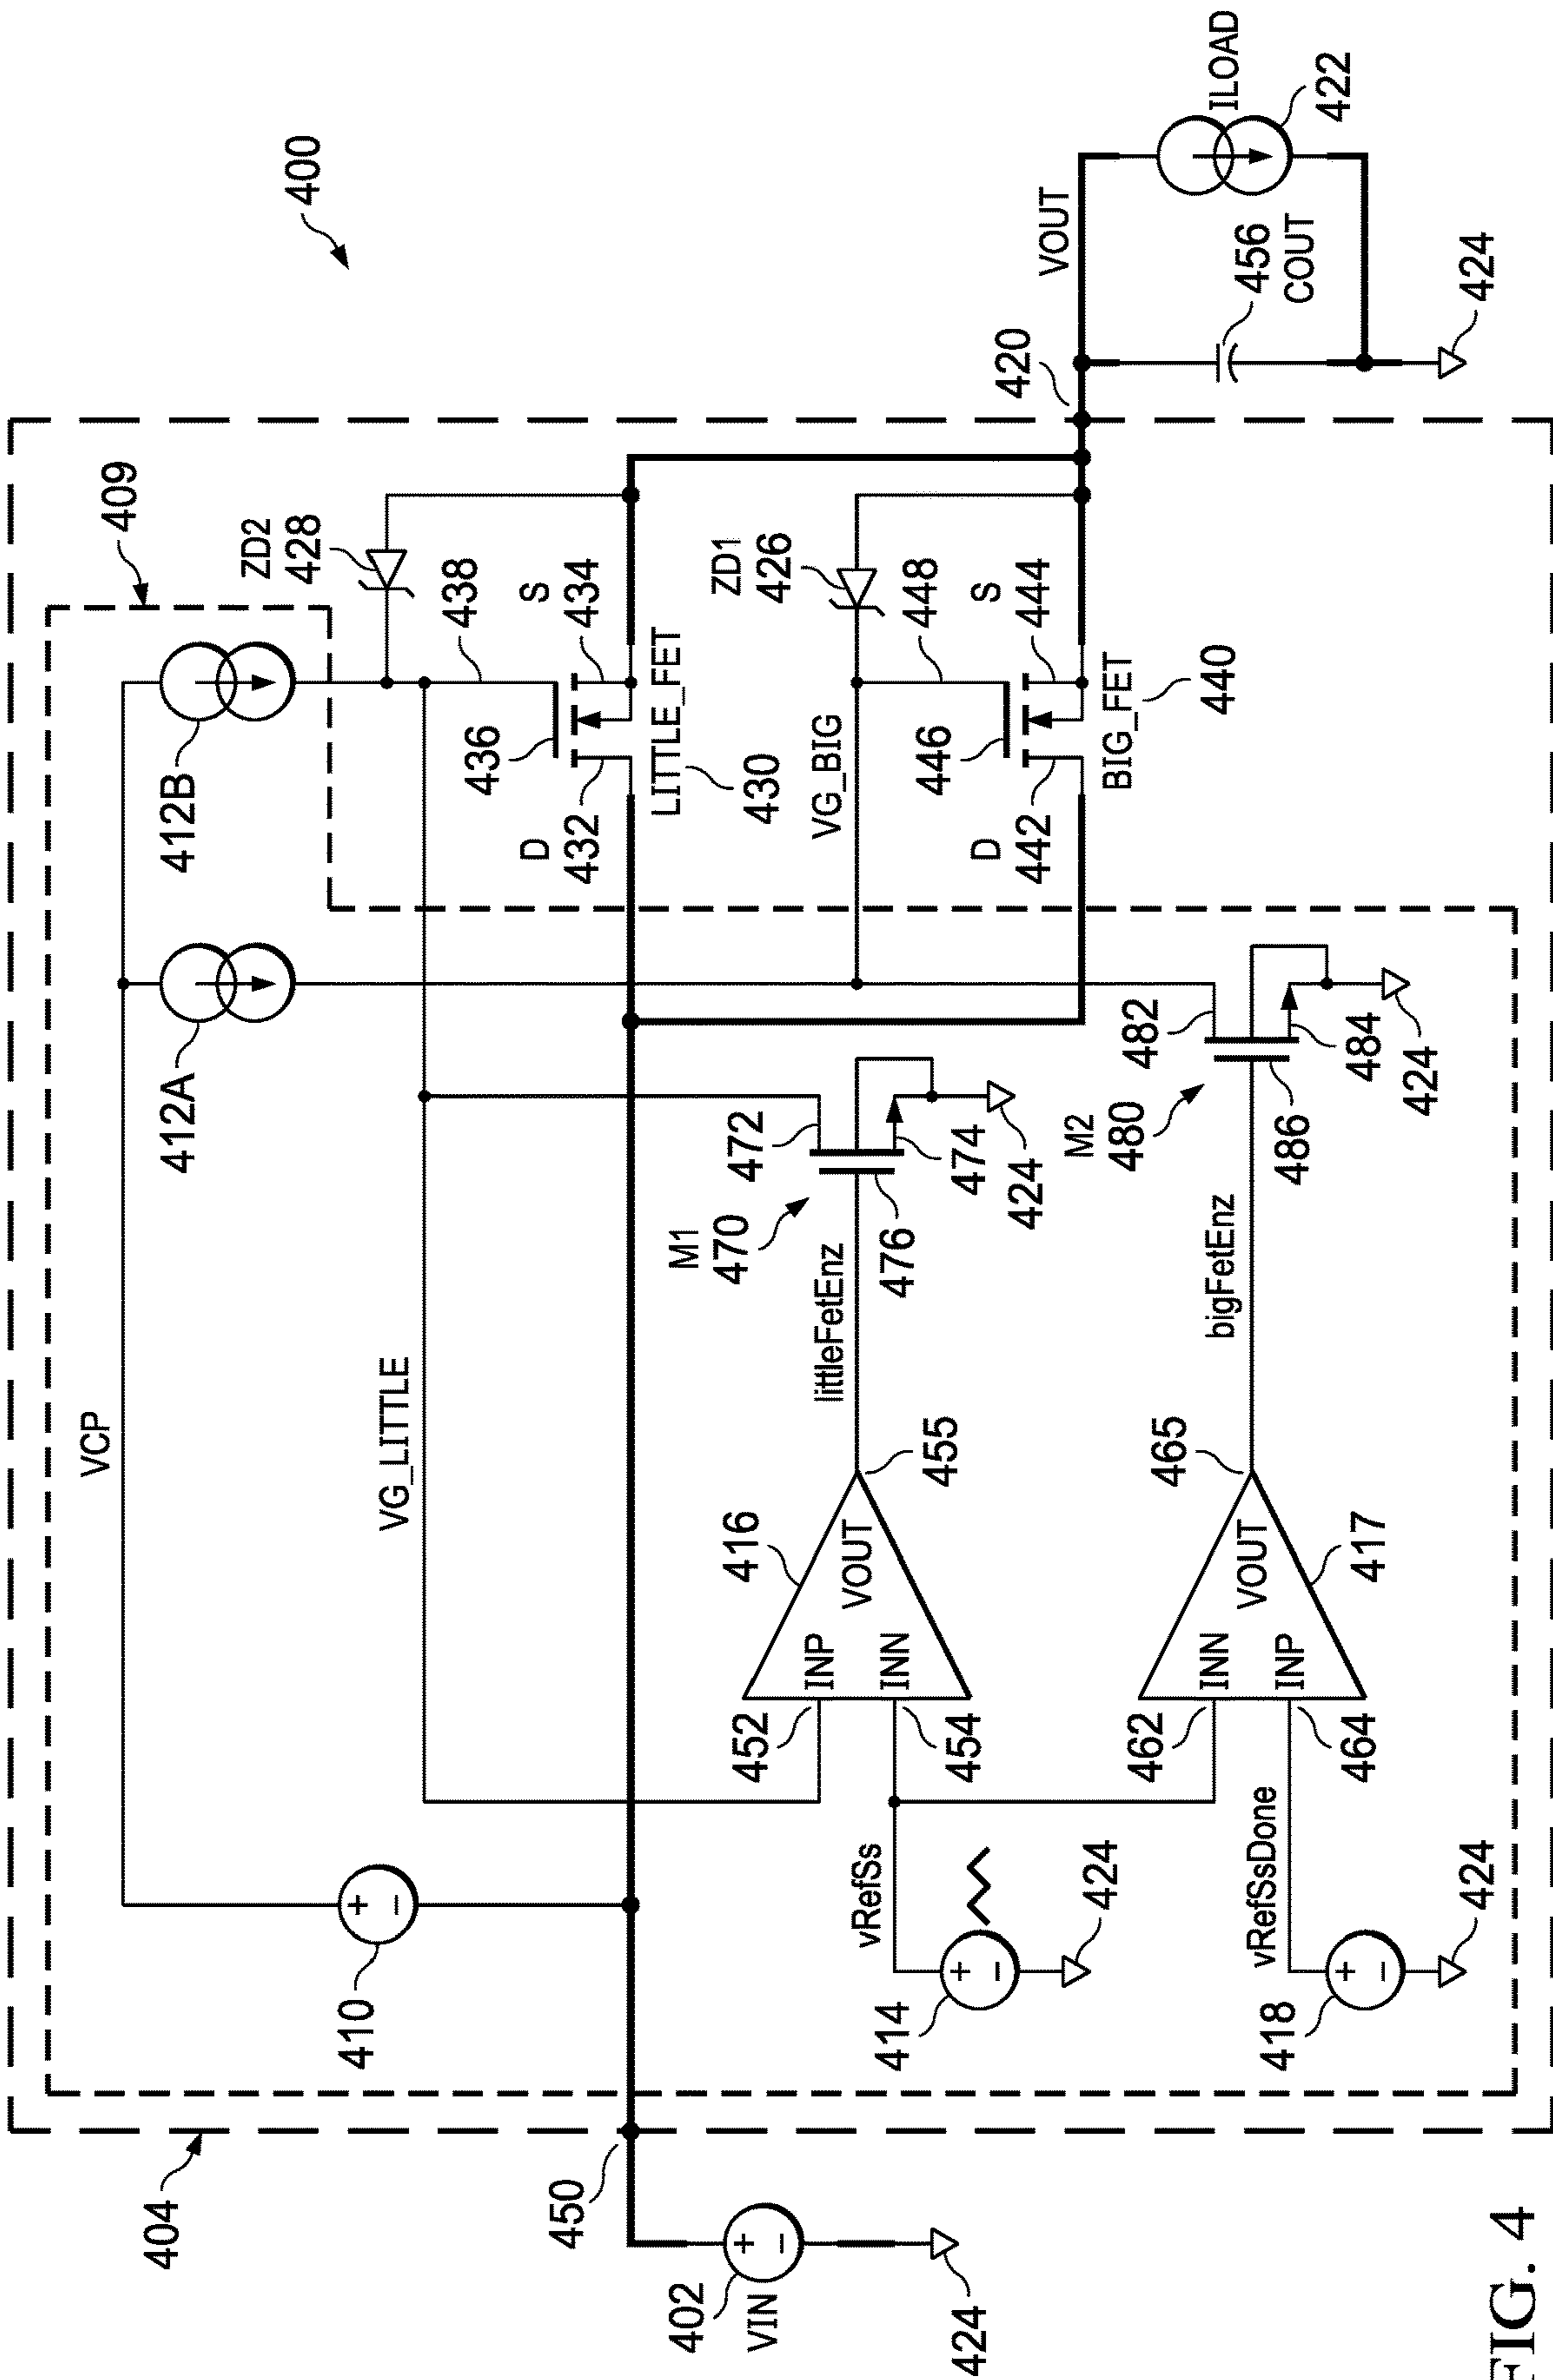 400
404
409
VCP
412A
412B
ZD2
428
410
VG_LITTLE
438
436
S
434
D
432
LITTLE_FET
430
450
402
VIN
424
452
INP
454
INN
VOUT
416
455
littleFetEnz
M1
470
472
474
476
424
VG_BIG
ZD1
426
448
446
S
444
D
442
BIG_FET
440
420
VOUT
ILOAD
422
456
COUT
424
vRefSs
414
424
462
INN
464
INP
VOUT
417
465
bigFetEnz
M2
480
482
484
486
424
vRefSsDone
418
424
FIG. 4